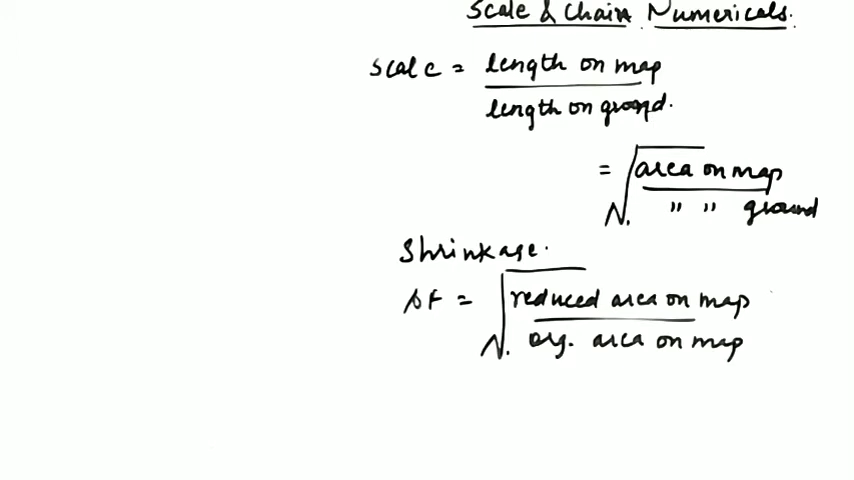 Scale & Chain Numericals.
Scale = length on map
length on ground.
= √ area on map
" " ground
Shrinkage.
SF = √ reduced area on map
org. area on map